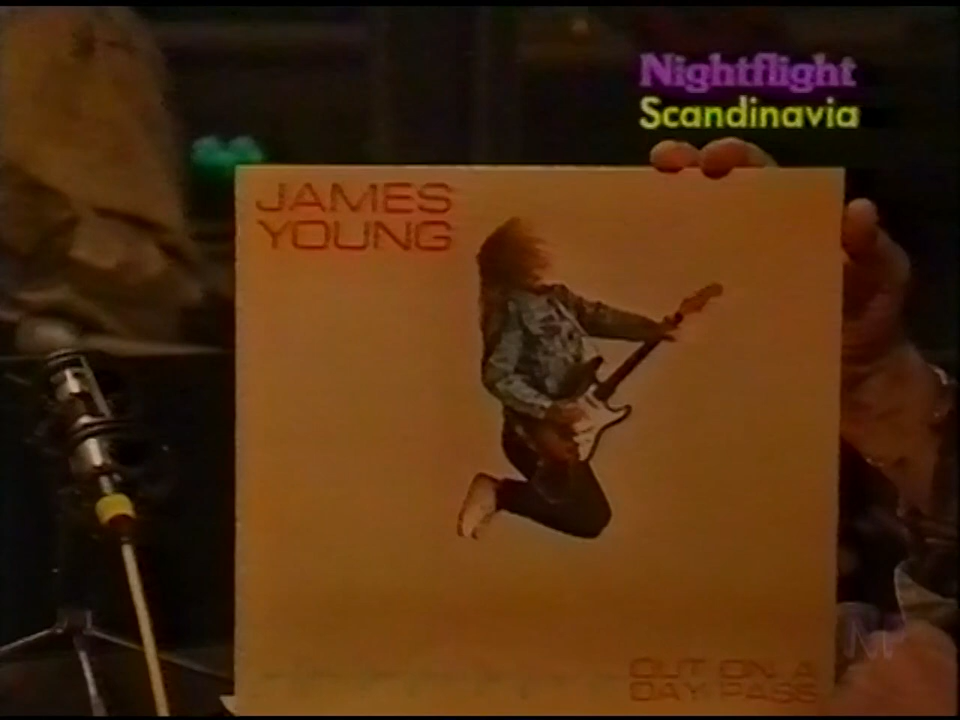 Nightflight
Scandinavia
JAMES
YOUNG
OUT ON A
DAY PASS